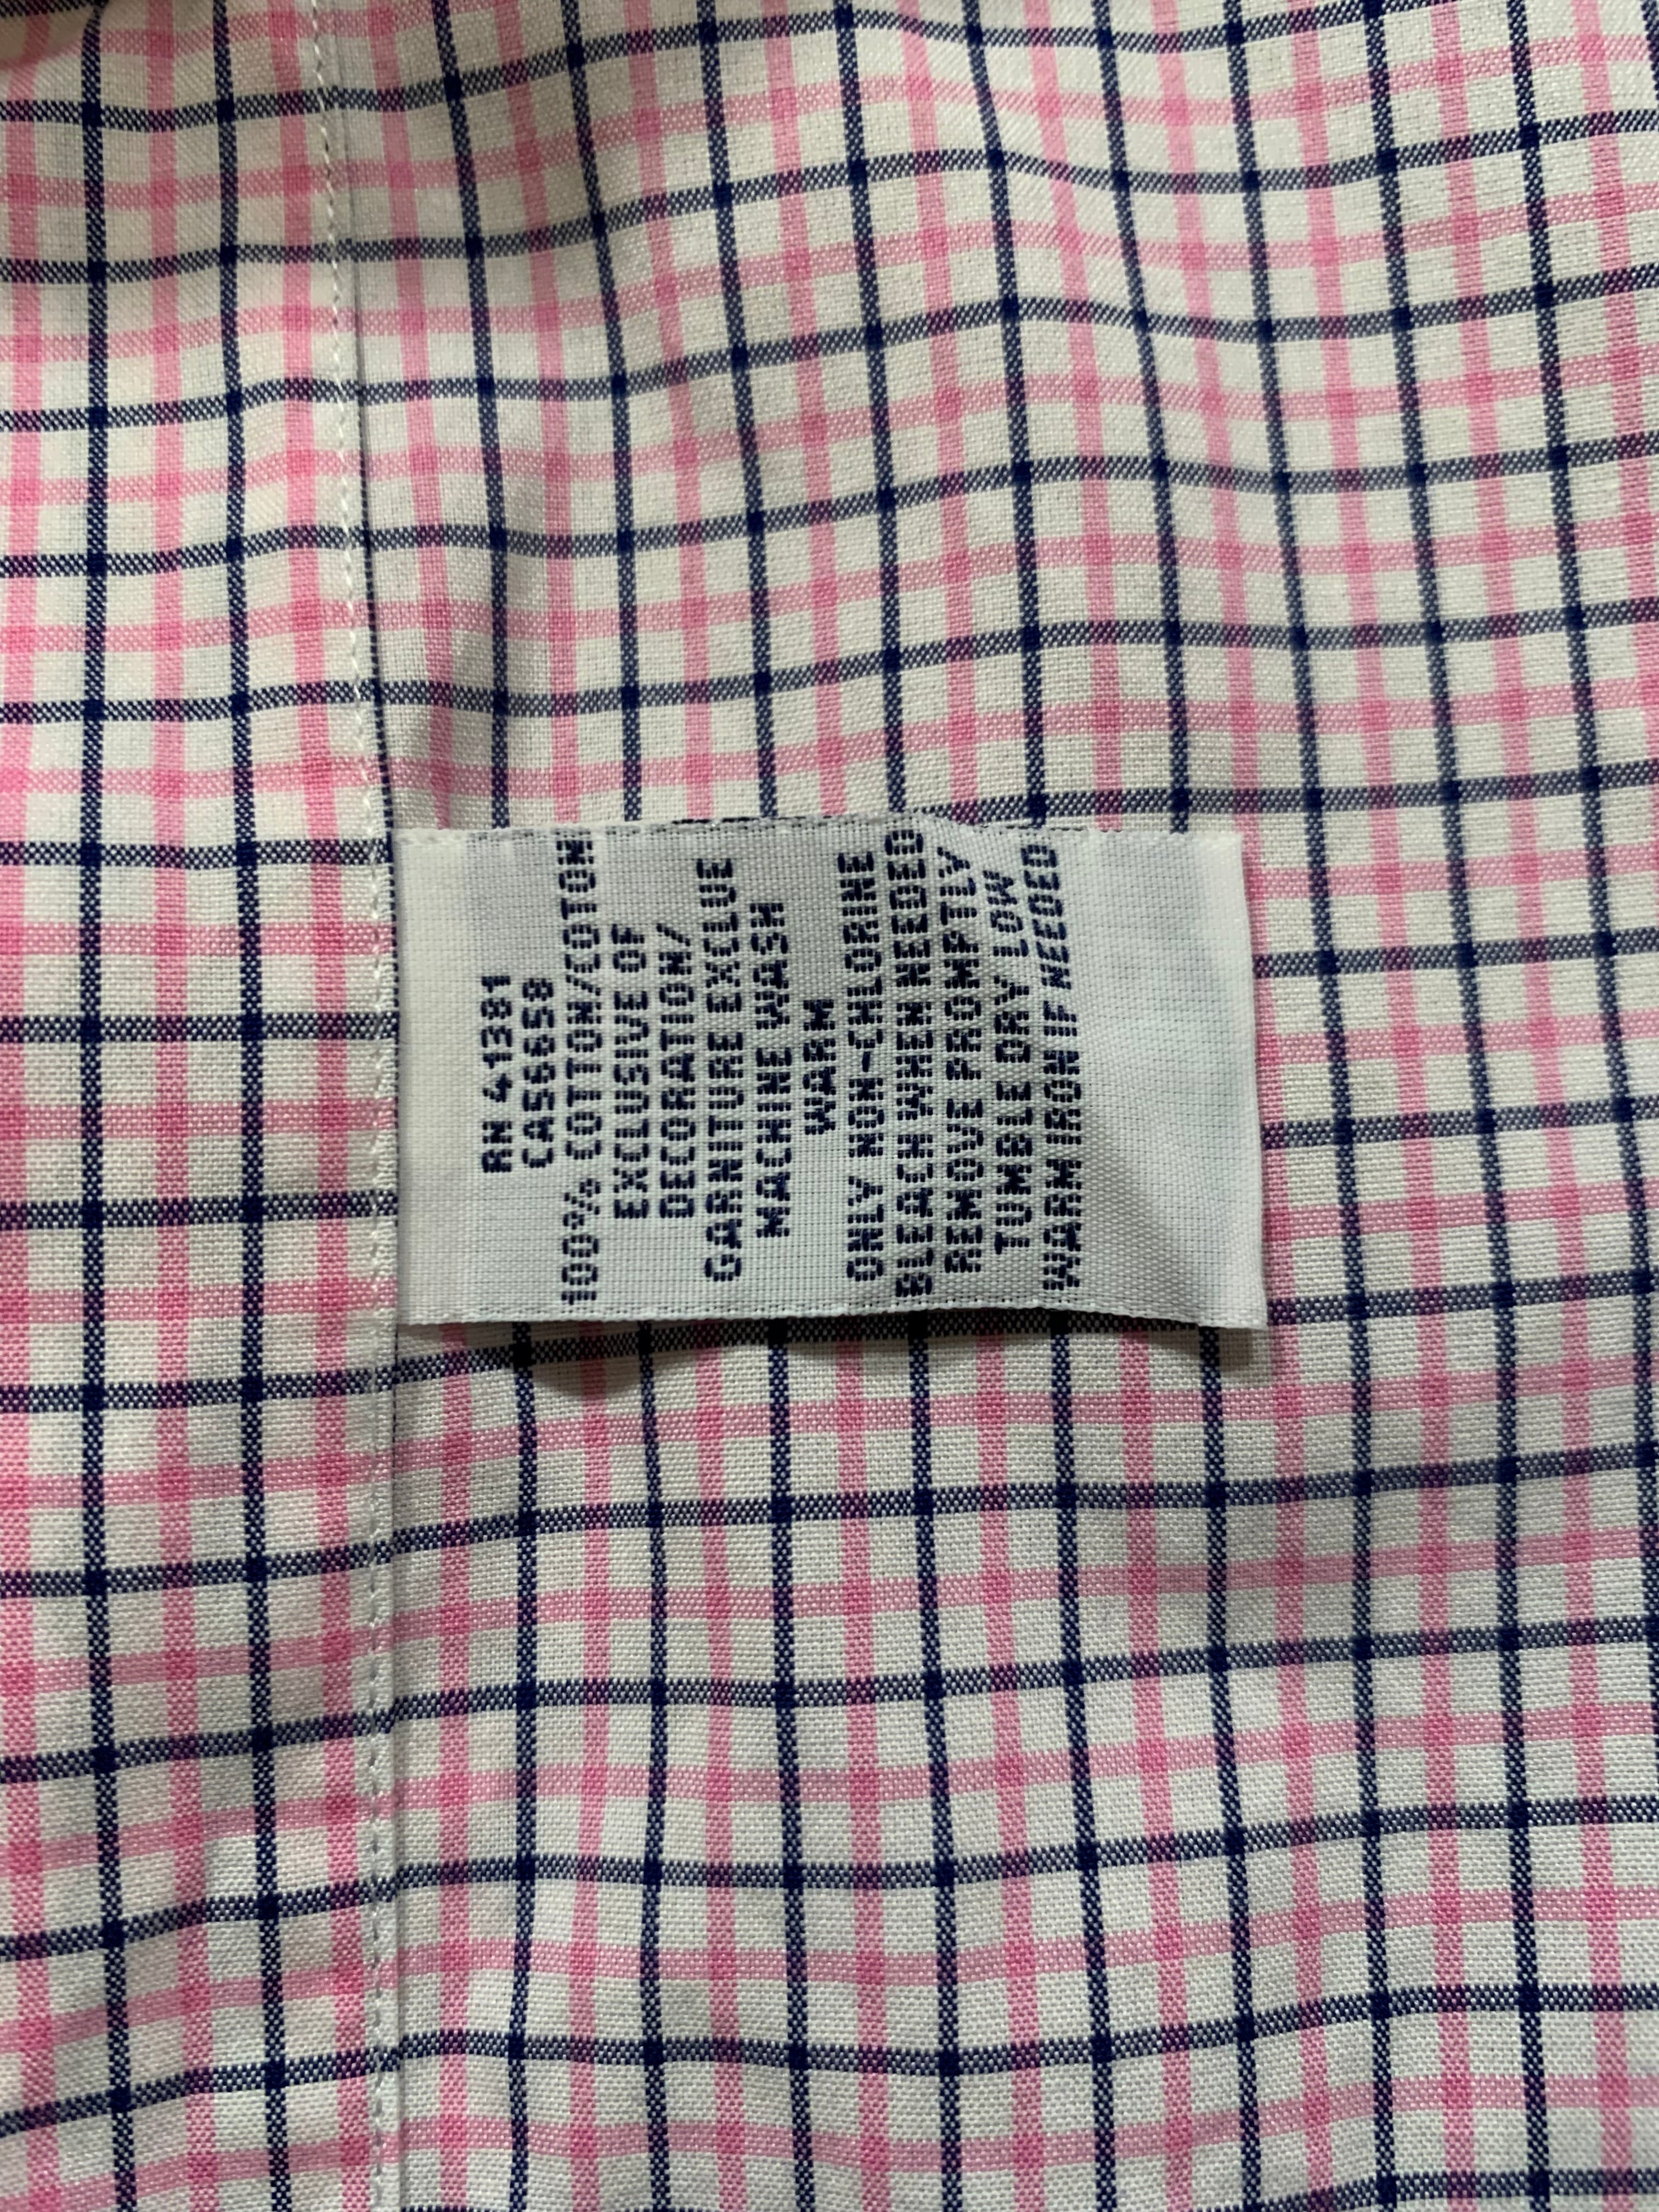 RN 41381
CA56658
100% COTTON/COTON
EXCLUSIVE OF
DECORATION/
GARNITURE EXCLUE
MACHINE WASH
WARM
ONLY NON-CHLORINE
BLEACH WHEN NEEDED
REMOVE PROMPTLY
TUMBLE DRY LOW
WARM IRON IF NEEDED